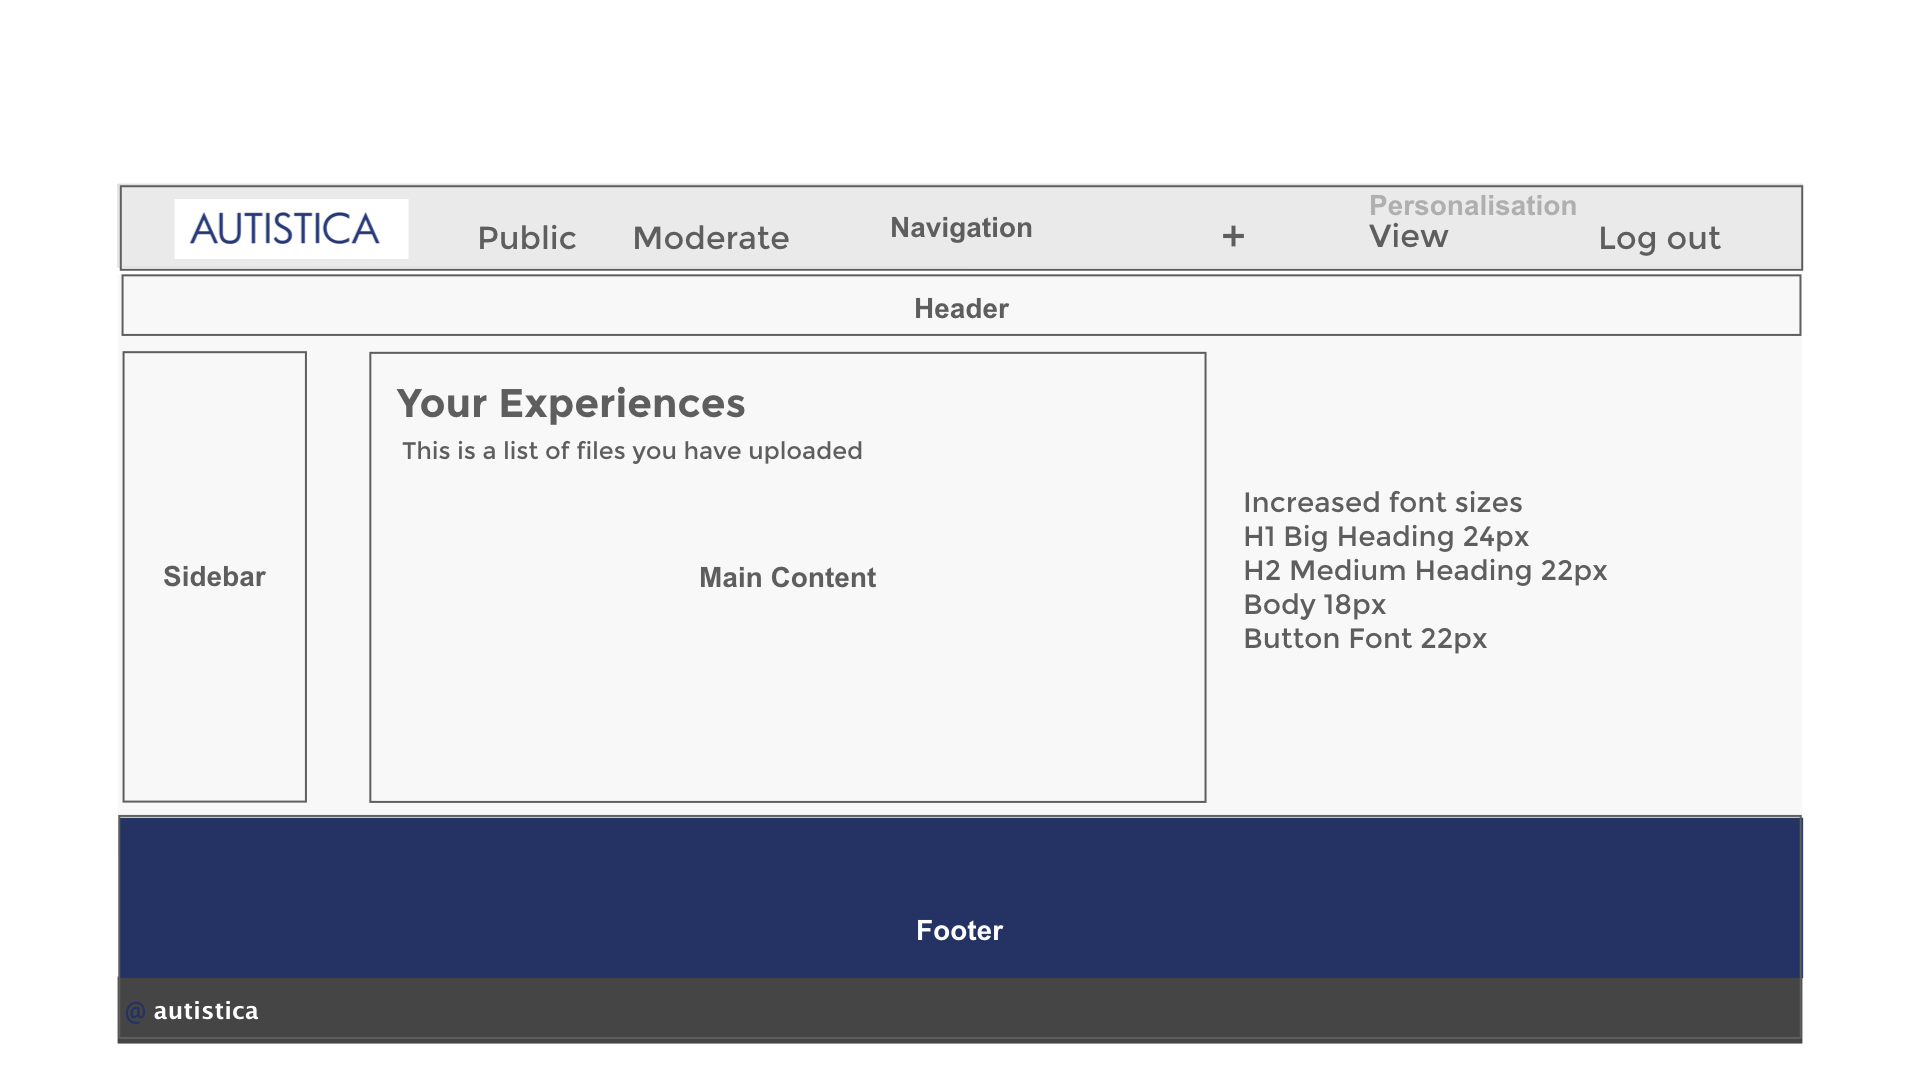 AUTISTICA
Public
Moderate
Navigation
+
Personalisation
View
Log out
Header
Sidebar
Your Experiences
This is a list of files you have uploaded
Main Content
Increased font sizes
H1 Big Heading 24px
H2 Medium Heading 22px
Body 18px
Button Font 22px
Footer
@ autistica